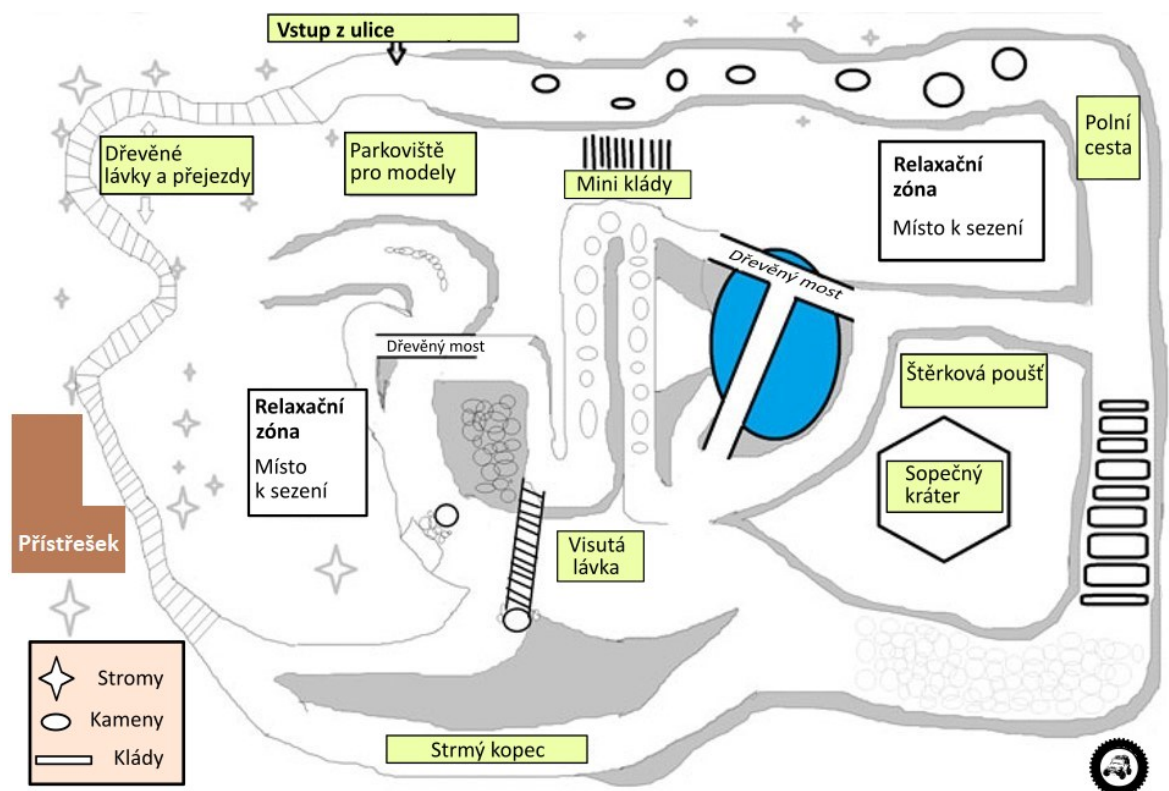 Vstup z ulice
Dřevěné
lávky a přejezdy
Parkoviště
pro modely
Mini klády
Relaxační
zóna
Místo k sezení
Polní
cesta
Dřevěný most
Dřevěný most
Štěrková poušť
Relaxační
zóna
Místo
k sezení
Sopečný
kráter
Přístřešek
Visutá
lávka
Stromy
Kameny
Klády
Strmý kopec